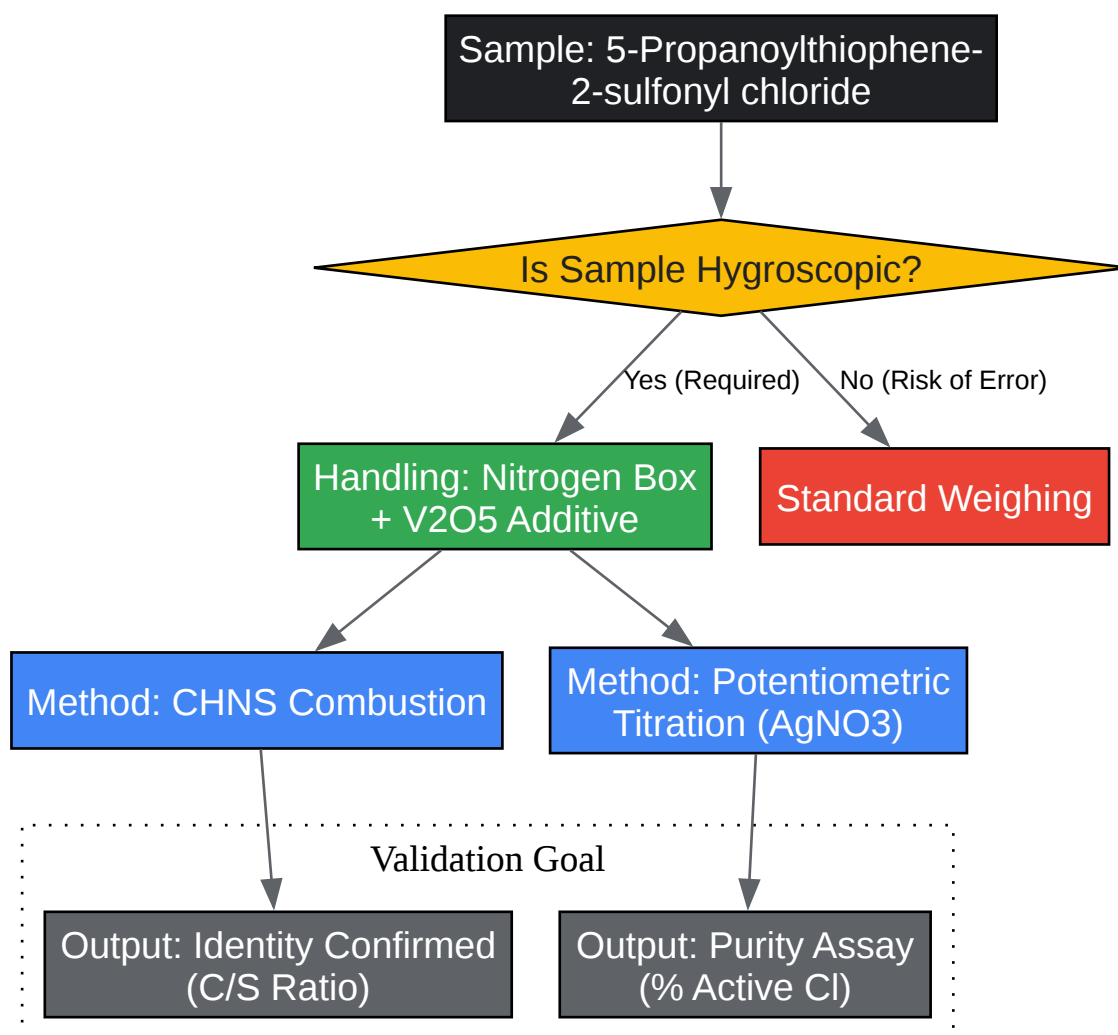 Sample: 5-Propanoylthiophene-
2-sulfonyl chloride
Is Sample Hygroscopic?
Yes (Required)
No (Risk of Error)
Handling: Nitrogen Box
+ V2O5 Additive
Standard Weighing
Method: CHNS Combustion
Method: Potentiometric
Titration (AgNO3)
Validation Goal
Output: Identity Confirmed
(C/S Ratio)
Output: Purity Assay
(% Active Cl)